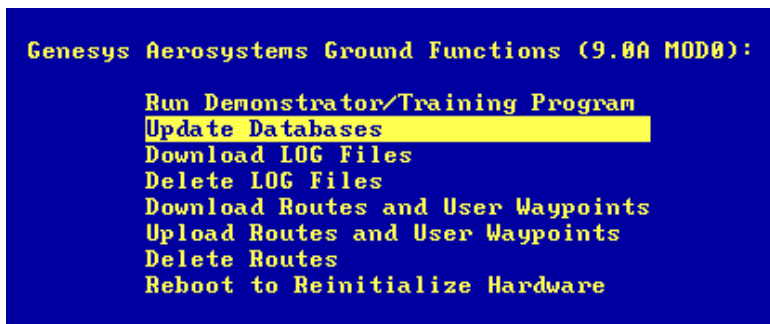 Genesys Aerosystems Ground Functions (9.0A MOD0):
Run Demonstrator/Training Program
Update Databases
Download LOG Files
Delete LOG Files
Download Routes and User Waypoints
Upload Routes and User Waypoints
Delete Routes
Reboot to Reinitialize Hardware